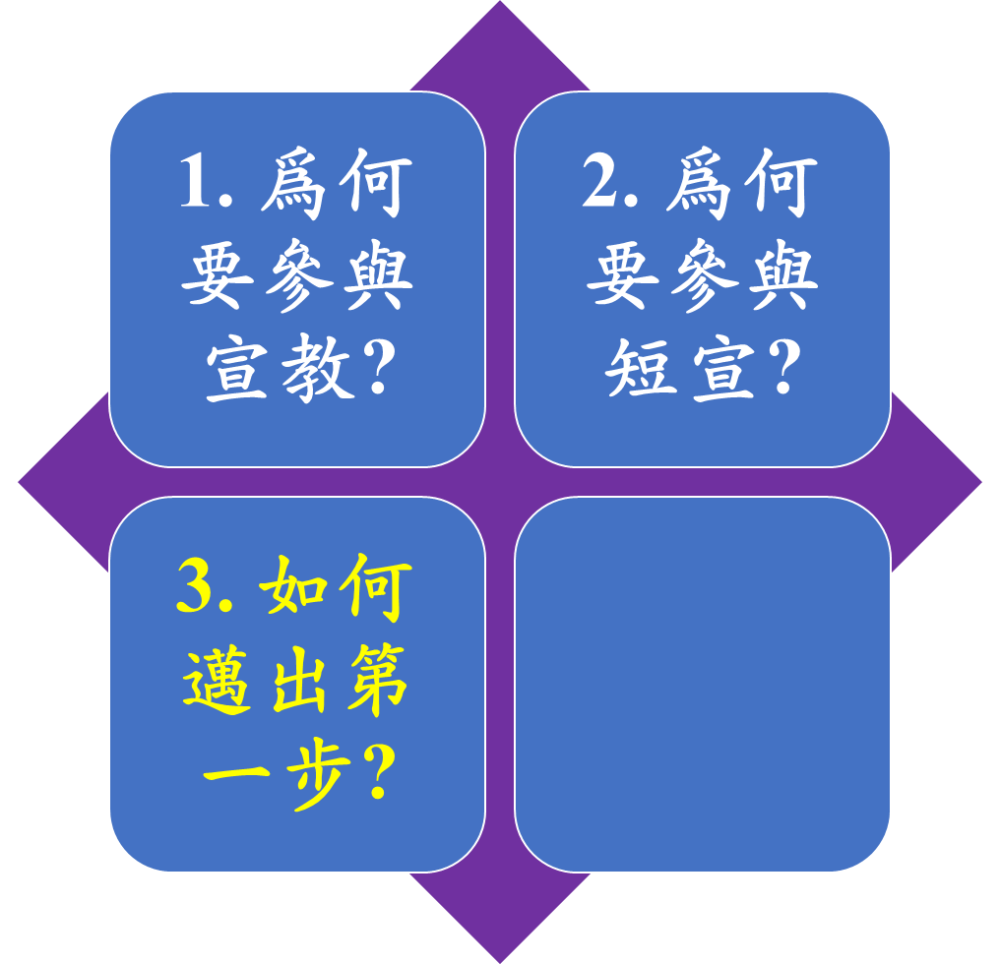 1. 爲何
要參與
宣教?
2. 爲何
要參與
短宣?
3. 如何
邁出第
一步?